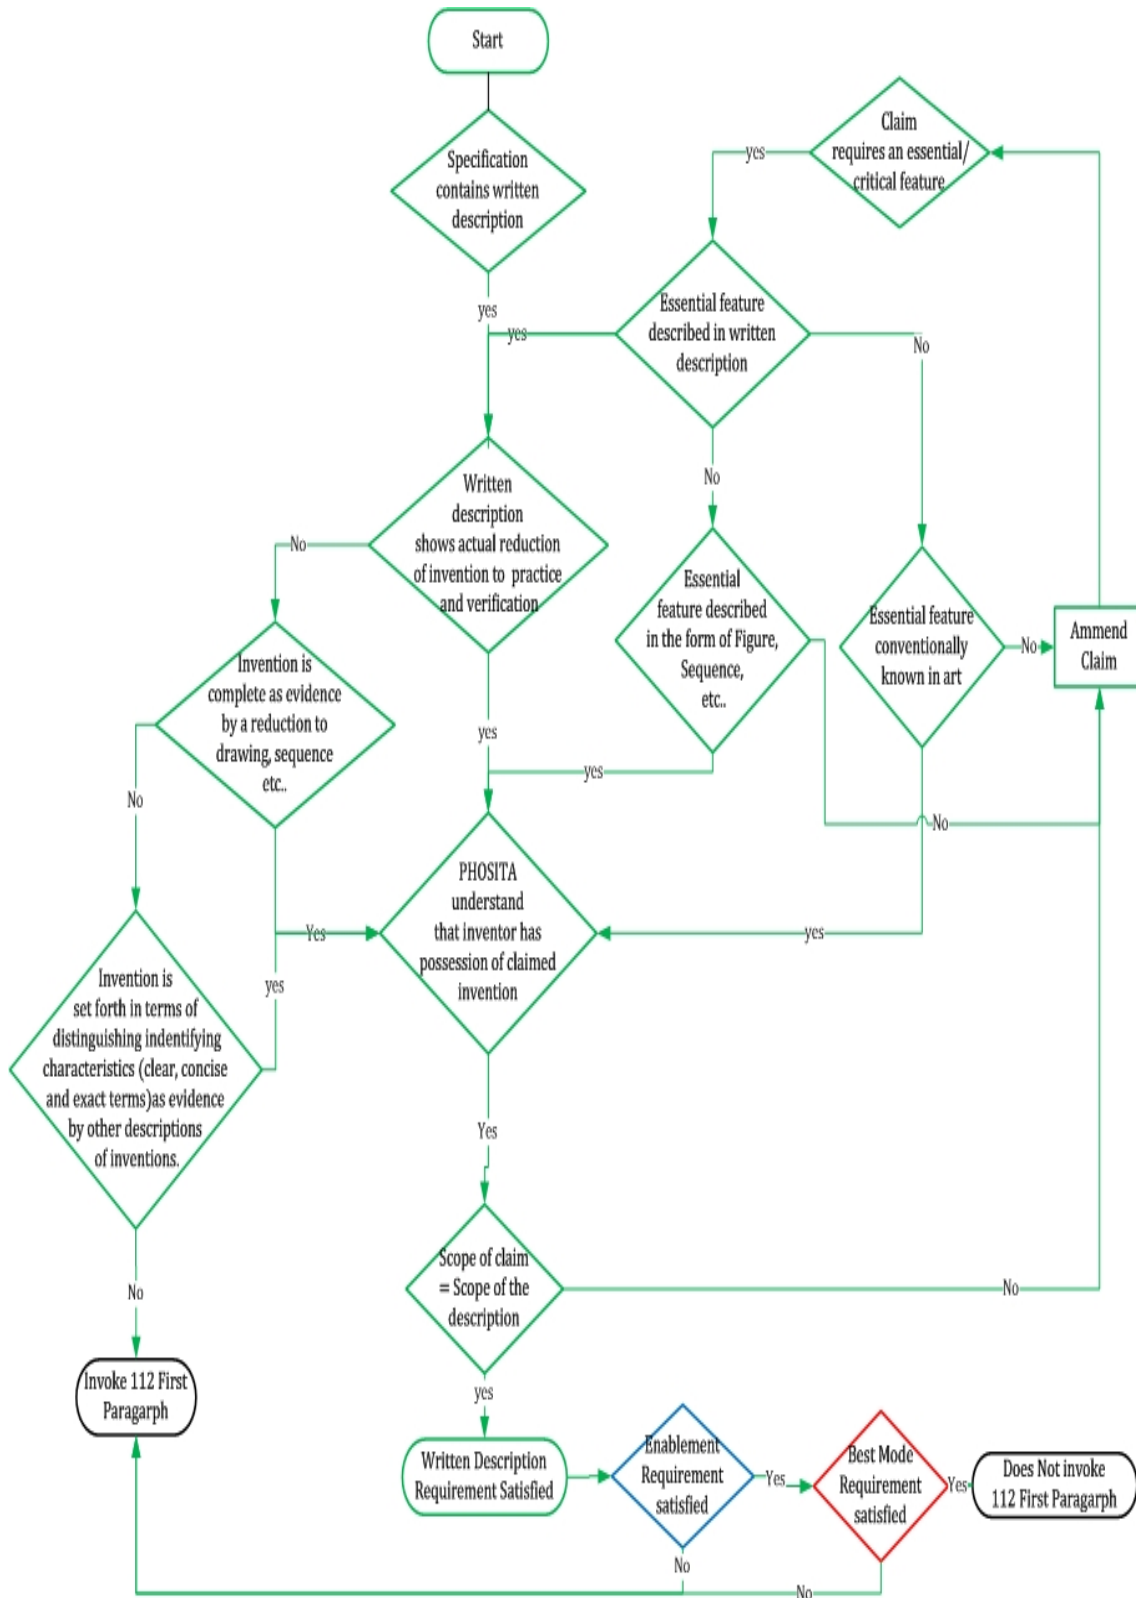 Start
Specification
contains written
description
yes
Claim
requires an essential/
critical feature
yes
Essential feature
described in written
description
yes
No
No
Written
description
shows actual reduction
of invention to practice
and verification
No
yes
Essential
feature described
in the form of Figure,
Sequence,
etc..
yes
No
Essential feature
conventionally
known in art
No
yes
Ammend
Claim
Invention is
complete as evidence
by a reduction to
drawing, sequence
etc..
No
Yes
PHOSITA
understand
that inventor has
possession of claimed
invention
Yes
Invention is
set forth in terms of
distinguishing indentifying
characteristics (clear, concise
and exact terms)as evidence
by other descriptions
of inventions.
yes
No
Scope of claim
= Scope of the
description
No
yes
Invoke 112 First
Paragarph
Written Description
Requirement Satisfied
Enablement
Requirement
satisfied
Yes
No
Best Mode
Requirement
satisfied
Yes
No
Does Not invoke
112 First Paragarph